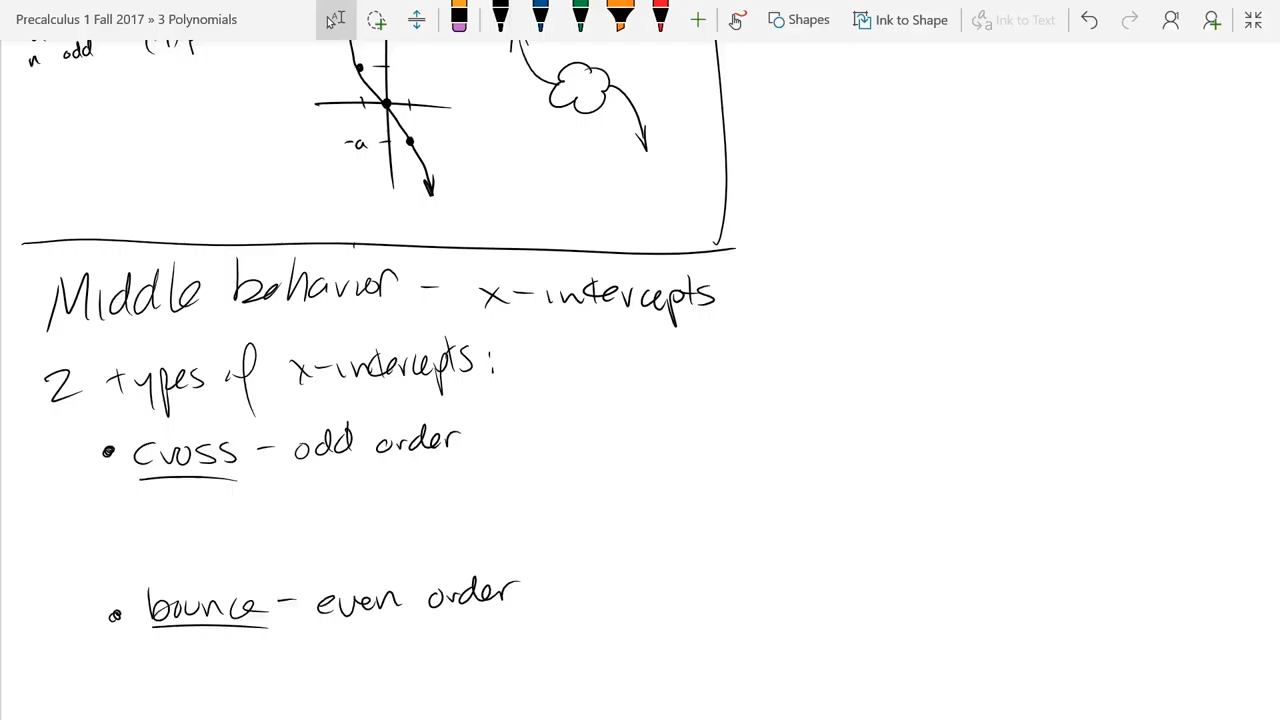 Precalculus 1 Fall 2017 » 3 Polynomials
Shapes
Ink to Shape
Ink to Text
n odd
-a
Middle behavior - x-intercepts
2 types of x-intercepts:
• cross - odd order
• bounce - even order